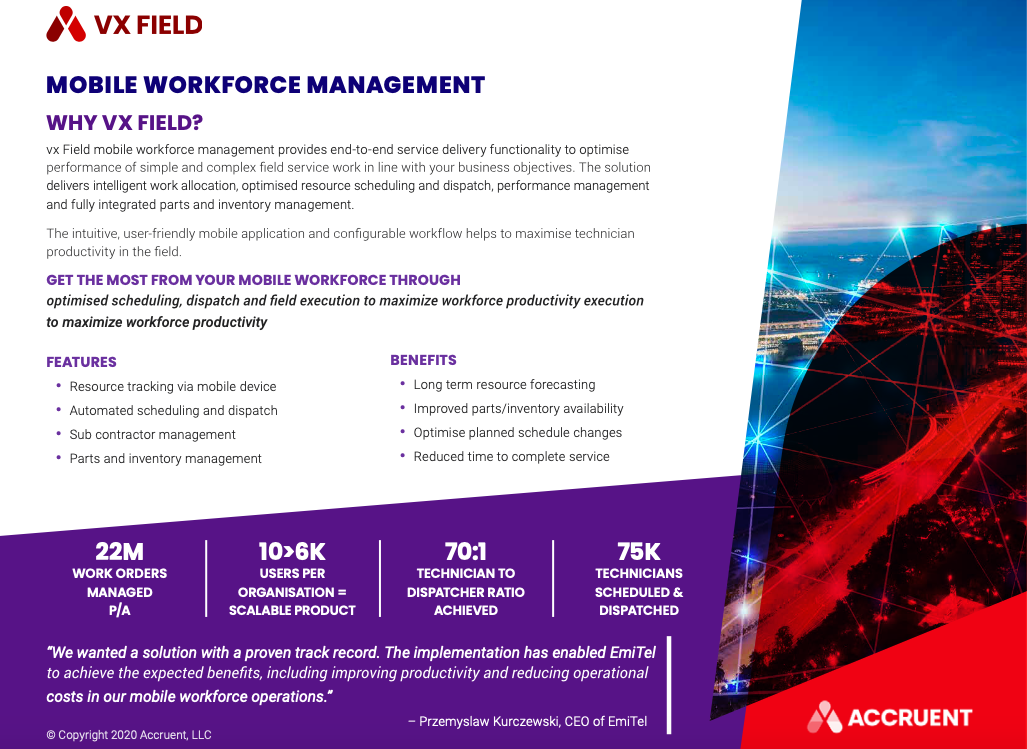 VX FIELD
MOBILE WORKFORCE MANAGEMENT
WHY VX FIELD?
vx Field mobile workforce management provides end-to-end service delivery functionality to optimise
performance of simple and complex field service work in line with your business objectives. The solution
delivers intelligent work allocation, optimised resource scheduling and dispatch, performance management
and fully integrated parts and inventory management.
The intuitive, user-friendly mobile application and configurable workflow helps to maximise technician
productivity in the field.
GET THE MOST FROM YOUR MOBILE WORKFORCE THROUGH
optimised scheduling, dispatch and field execution to maximize workforce productivity execution
to maximize workforce productivity
FEATURES
• Resource tracking via mobile device
• Automated scheduling and dispatch
• Sub contractor management
• Parts and inventory management
BENEFITS
• Long term resource forecasting
• Improved parts/inventory availability
• Optimise planned schedule changes
• Reduced time to complete service
22M
WORK ORDERS
MANAGED
P/A
10>6K
USERS PER
ORGANISATION =
SCALABLE PRODUCT
70:1
TECHNICIAN TO
DISPATCHER RATIO
ACHIEVED
75K
TECHNICIANS
SCHEDULED &
DISPATCHED
"We wanted a solution with a proven track record. The implementation has enabled EmiTel
to achieve the expected benefits, including improving productivity and reducing operational
costs in our mobile workforce operations."
– Przemyslaw Kurczewski, CEO of EmiTel
© Copyright 2020 Accruent, LLC
ACCRUENT